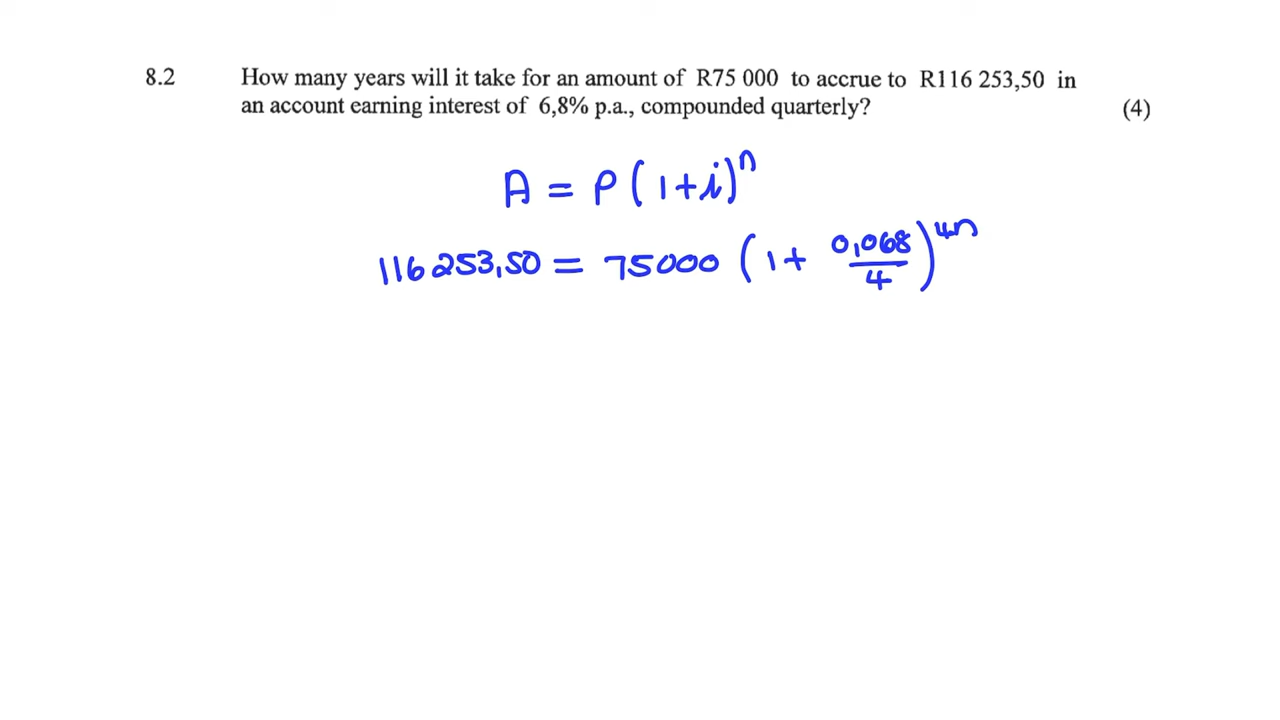 8.2 How many years will it take for an amount of R75 000 to accrue to R116 253,50 in
an account earning interest of 6,8% p.a., compounded quarterly? (4)
A = P(1+i)^n
116 253,50 = 75000 (1 + 0,068/4)^4n